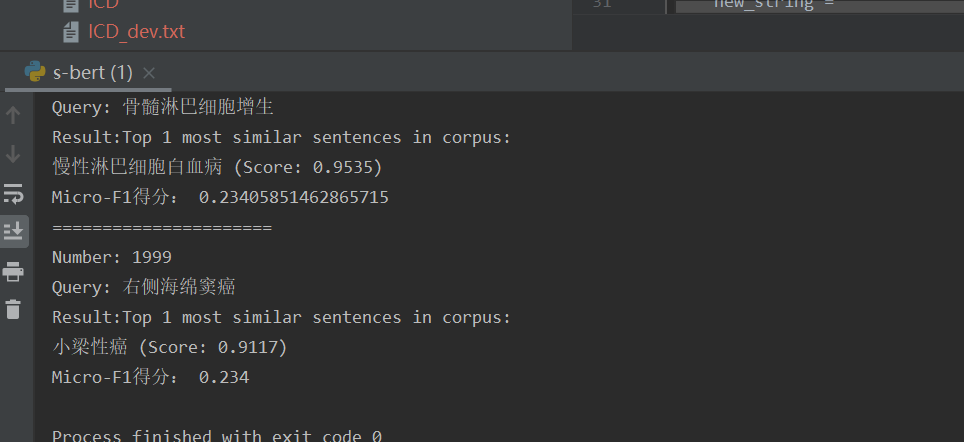 ICD
31
new_string =
ICD_dev.txt
s-bert (1)
Query: 骨髓淋巴细胞增生
Result:Top 1 most similar sentences in corpus:
慢性淋巴细胞白血病 (Score: 0.9535)
Micro-F1得分： 0.23405851462865715
======================
Number: 1999
Query: 右侧海绵窦癌
Result:Top 1 most similar sentences in corpus:
小梁性癌 (Score: 0.9117)
Micro-F1得分： 0.234
Process finished with exit code 0